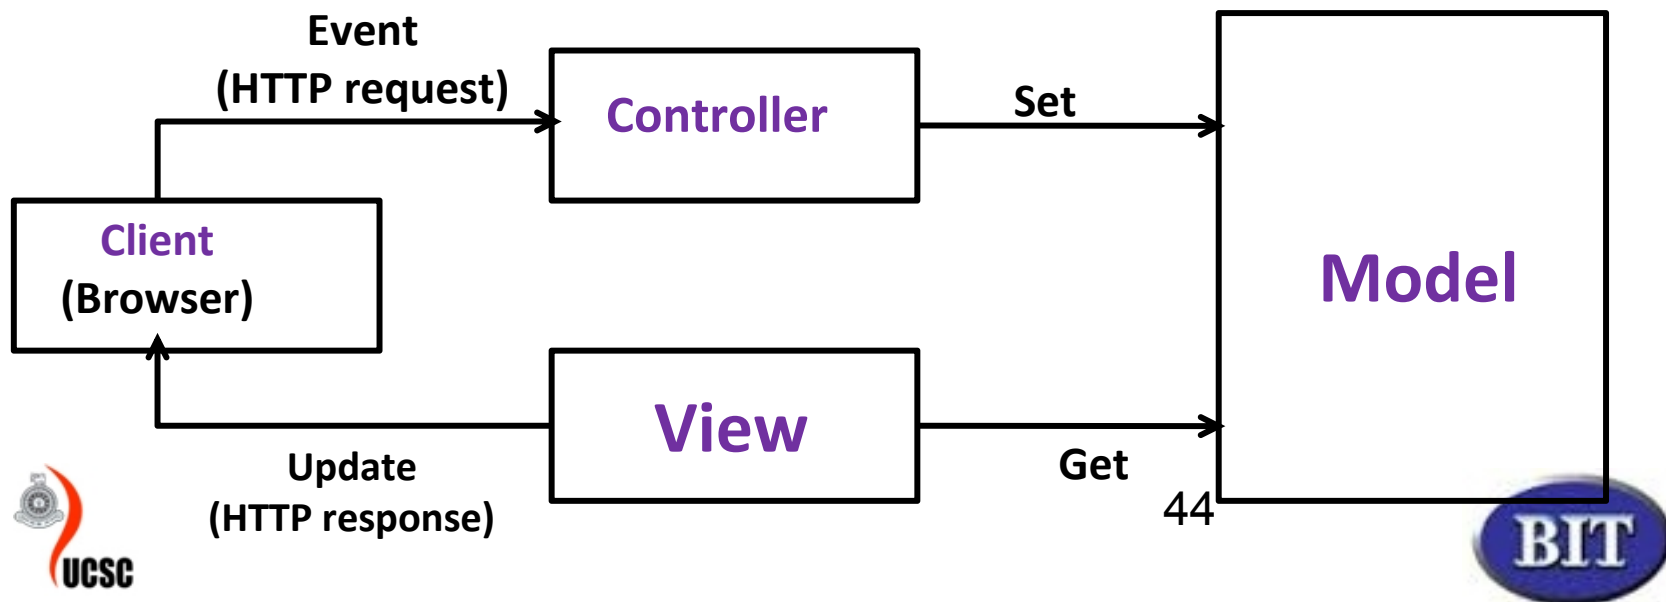 Event
(HTTP request)
Controller
Set
Client
(Browser)
Model
View
Update
(HTTP response)
Get
44
UCSC
BIT